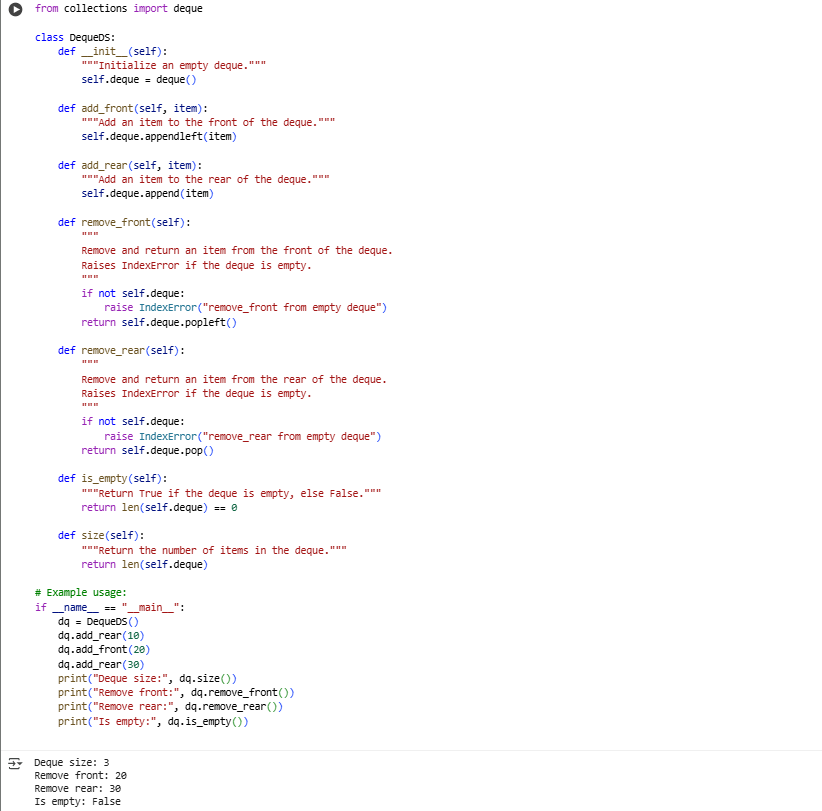 from collections import deque

class DequeDS:
    def __init__(self):
        """Initialize an empty deque."""
        self.deque = deque()

    def add_front(self, item):
        """Add an item to the front of the deque."""
        self.deque.appendleft(item)

    def add_rear(self, item):
        """Add an item to the rear of the deque."""
        self.deque.append(item)

    def remove_front(self):
        """
        Remove and return an item from the front of the deque.
        Raises IndexError if the deque is empty.
        """
        if not self.deque:
            raise IndexError("remove_front from empty deque")
        return self.deque.popleft()

    def remove_rear(self):
        """
        Remove and return an item from the rear of the deque.
        Raises IndexError if the deque is empty.
        """
        if not self.deque:
            raise IndexError("remove_rear from empty deque")
        return self.deque.pop()

    def is_empty(self):
        """Return True if the deque is empty, else False."""
        return len(self.deque) == 0

    def size(self):
        """Return the number of items in the deque."""
        return len(self.deque)

# Example usage:
if __name__ == "__main__":
    dq = DequeDS()
    dq.add_rear(10)
    dq.add_front(20)
    dq.add_rear(30)
    print("Deque size:", dq.size())
    print("Remove front:", dq.remove_front())
    print("Remove rear:", dq.remove_rear())
    print("Is empty:", dq.is_empty())

Deque size: 3
Remove front: 20
Remove rear: 30
Is empty: False